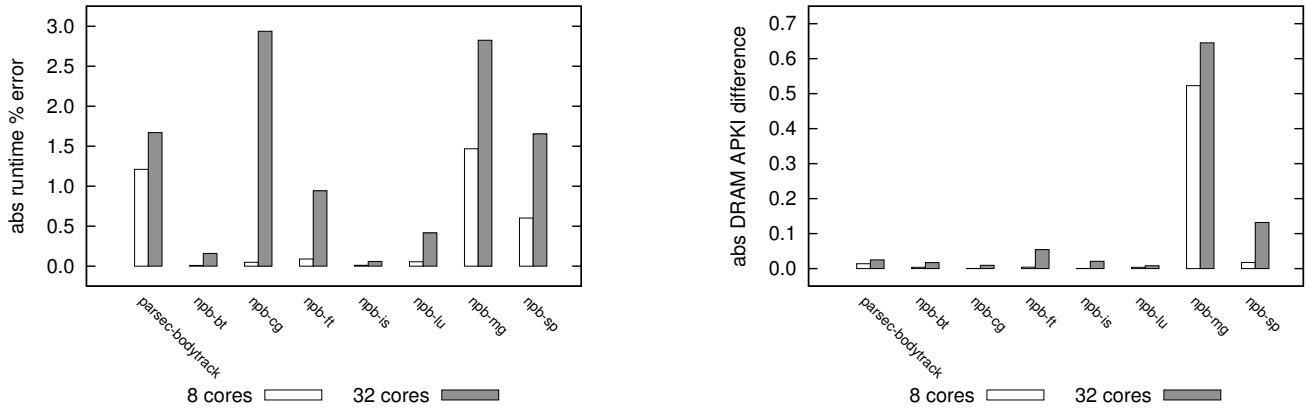 abs runtime % error
3.0
2.5
2.0
1.5
1.0
0.5
0.0
parsec-bodytrack
npb-bt
npb-cg
npb-ft
npb-is
npb-lu
npb-mg
npb-sp
8 cores
32 cores
abs DRAM APKI difference
0.7
0.6
0.5
0.4
0.3
0.2
0.1
0.0
parsec-bodytrack
npb-bt
npb-cg
npb-ft
npb-is
npb-lu
npb-mg
npb-sp
8 cores
32 cores